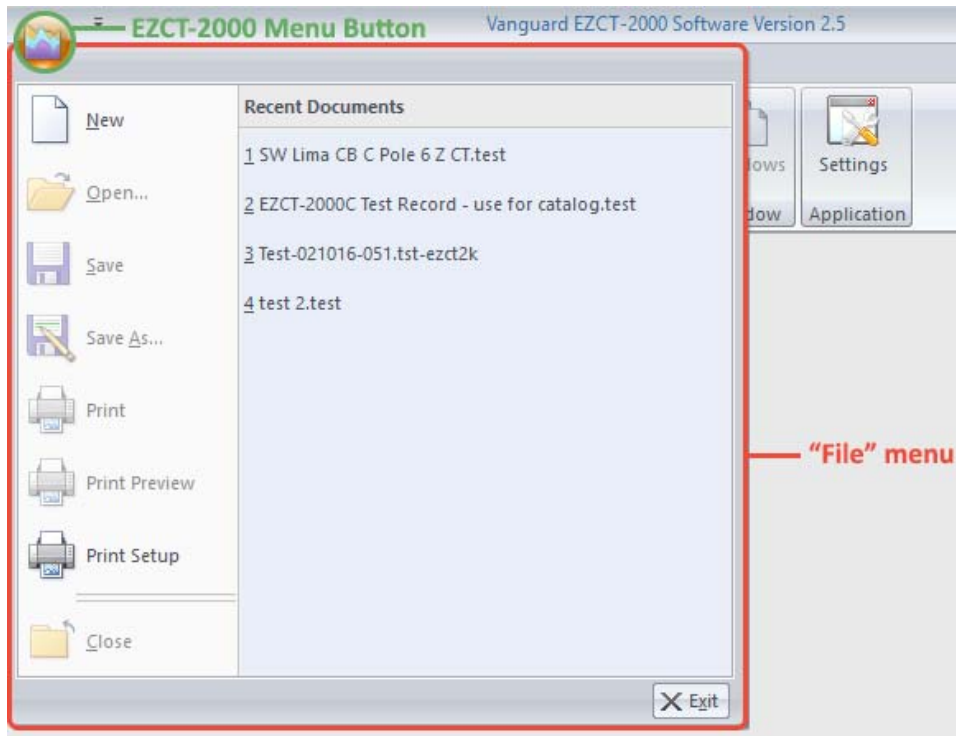 EZCT-2000 Menu Button
Vanguard EZCT-2000 Software Version 2.5
New
Open...
Save
Save As...
Print
Print Preview
Print Setup
Close
Recent Documents
1 SW Lima CB C Pole 6 Z CT.test
2 EZCT-2000C Test Record - use for catalog.test
3 Test-021016-051.tst-ezct2k
4 test 2.test
Exit
Settings
Application
"File" menu